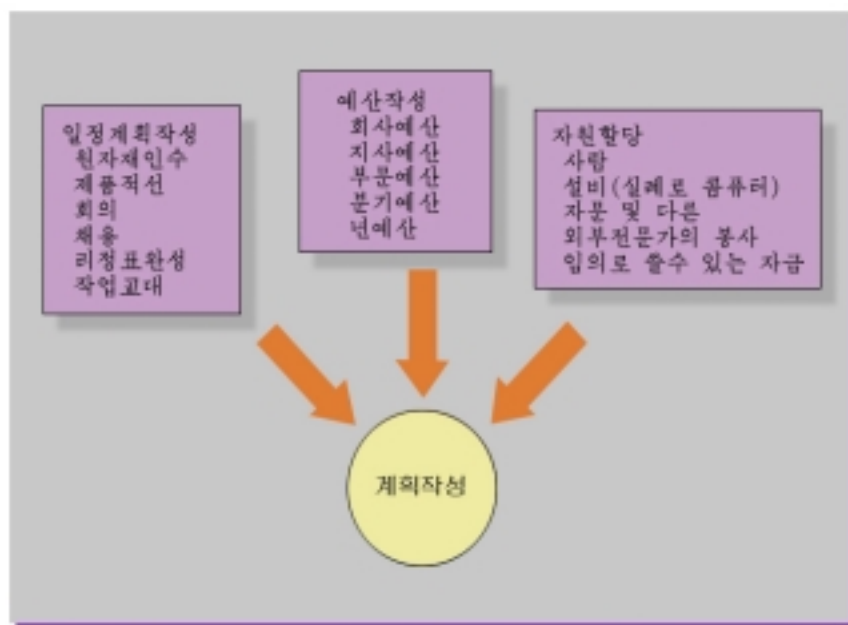 일정계획작성
원자재인수
제품적선
회의
채용
리정표완성
작업교대
예산작성
회사예산
지사예산
부문예산
분기예산
년예산
자원할당
사람
설비(실례로 콤퓨터)
자문 및 다른
외부전문가의 봉사
임의로 쓸수 있는 자금
계획작성